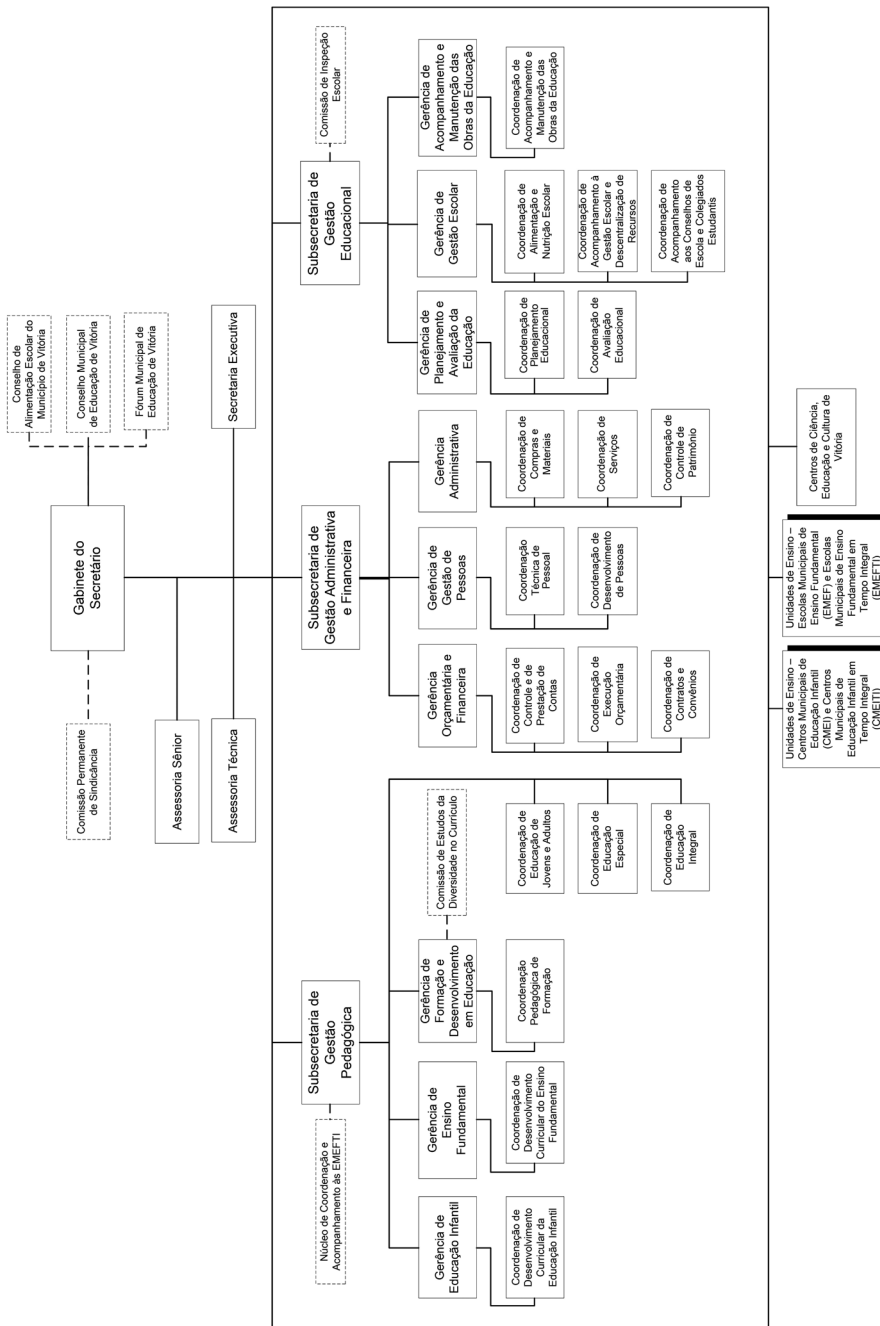 Conselho de
Alimentação Escolar do
Município de Vitória
Conselho Municipal
de Educação de Vitória
Fórum Municipal de
Educação de Vitória
Gabinete do
Secretário
Comissão Permanente
de Sindicância
Assessoria Sênior
Assessoria Técnica
Secretaria Executiva
Núcleo de Coordenação e
Acompanhamento às EMEFTI
Subsecretaria de
Gestão
Pedagógica
Subsecretaria de
Gestão Administrativa
e Financeira
Subsecretaria de
Gestão
Educacional
Comissão de Inspeção
Escolar
Comissão de Estudos da
Diversidade no Currículo
Gerência de
Educação Infantil
Gerência de
Ensino
Fundamental
Gerência de
Formação e
Desenvolvimento
em Educação
Gerência
Orçamentária e
Financeira
Gerência de
Gestão de
Pessoas
Gerência
Administrativa
Gerência de
Planejamento e
Avaliação da
Educação
Gerência de
Gestão Escolar
Gerência de
Acompanhamento e
Manutenção das
Obras da Educação
Coordenação de
Desenvolvimento
Curricular da
Educação Infantil
Coordenação de
Desenvolvimento
Curricular do Ensino
Fundamental
Coordenação
Pedagógica de
Formação
Coordenação de
Educação de
Jovens e Adultos
Coordenação de
Educação
Especial
Coordenação de
Educação
Integral
Coordenação de
Controle e de
Prestação de
Contas
Coordenação de
Execução
Orçamentária
Coordenação de
Contratos e
Convênios
Coordenação
Técnica de
Pessoal
Coordenação de
Desenvolvimento
de Pessoas
Coordenação de
Compras e
Materiais
Coordenação de
Serviços
Coordenação de
Controle de
Patrimônio
Coordenação de
Planejamento
Educacional
Coordenação de
Avaliação
Educacional
Coordenação de
Alimentação e
Nutrição Escolar
Coordenação de
Acompanhamento à
Gestão Escolar e
Descentralização de
Recursos
Coordenação de
Acompanhamento
aos Conselhos de
Escola e Colegiados
Estudantis
Coordenação de
Acompanhamento e
Manutenção das
Obras da Educação
Unidades de Ensino –
Centros Municipais de
Educação Infantil
(CMEI) e Centros
Municipais de
Educação Infantil em
Tempo Integral
(CMEITI)
Unidades de Ensino –
Escolas Municipais de
Ensino Fundamental
(EMEF) e Escolas
Municipais de Ensino
Fundamental em
Tempo Integral
(EMEFTI)
Centros de Ciência,
Educação e Cultura de
Vitória